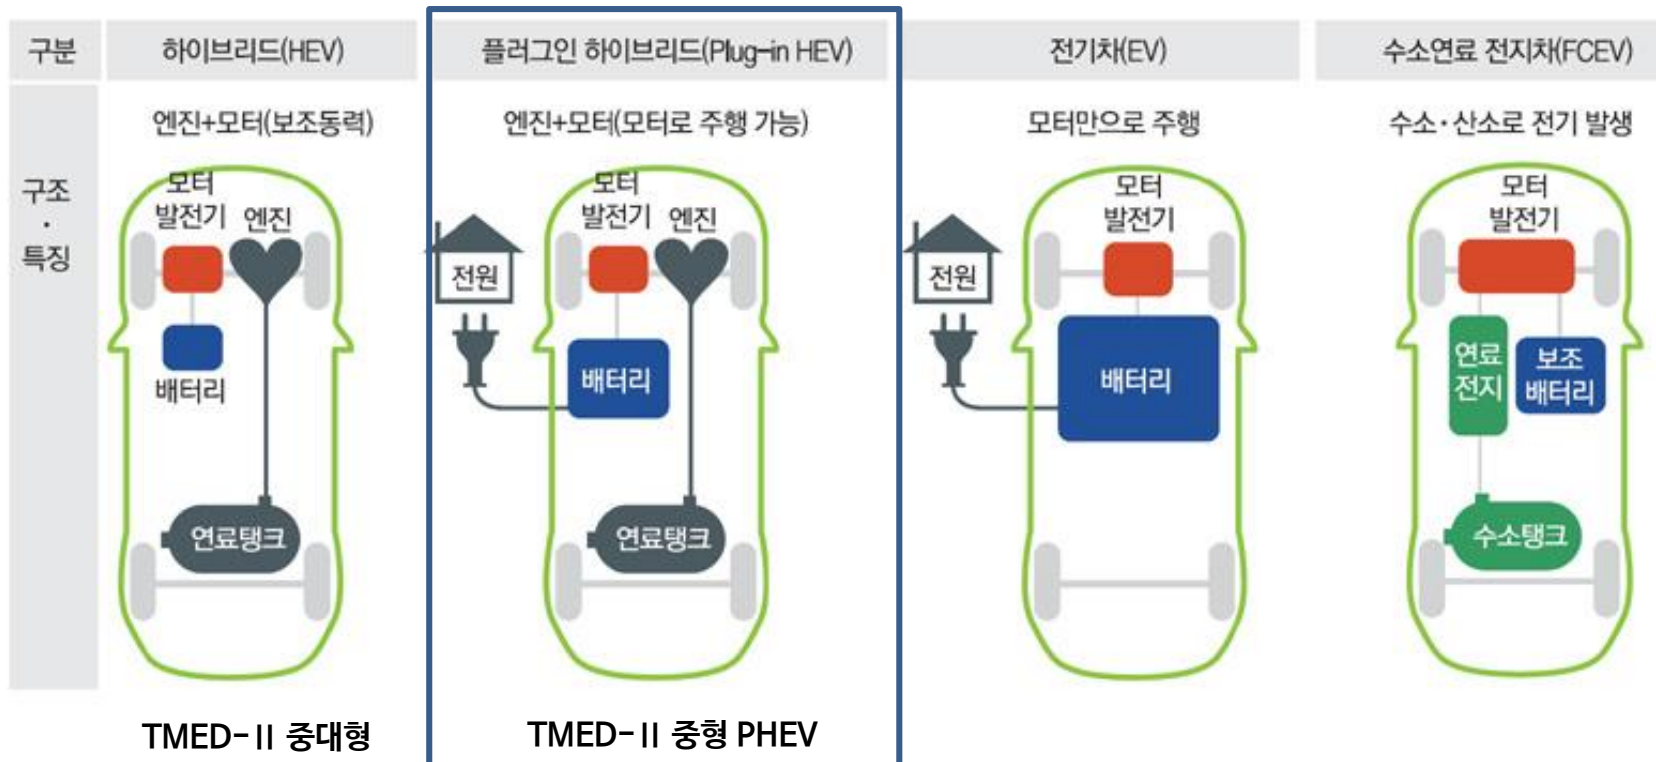 구분
하이브리드(HEV)
플러그인 하이브리드(Plug-in HEV)
전기차(EV)
수소연료 전지차(FCEV)
구조
·
특징
엔진+모터(보조동력)
모터
발전기
엔진
배터리
연료탱크
엔진+모터(모터로 주행 가능)
모터
발전기
엔진
전원
배터리
연료탱크
모터만으로 주행
모터
발전기
전원
배터리
수소·산소로 전기 발생
모터
발전기
연료
전지
보조
배터리
수소탱크
TMED-Ⅱ 중대형
TMED-Ⅱ 중형 PHEV